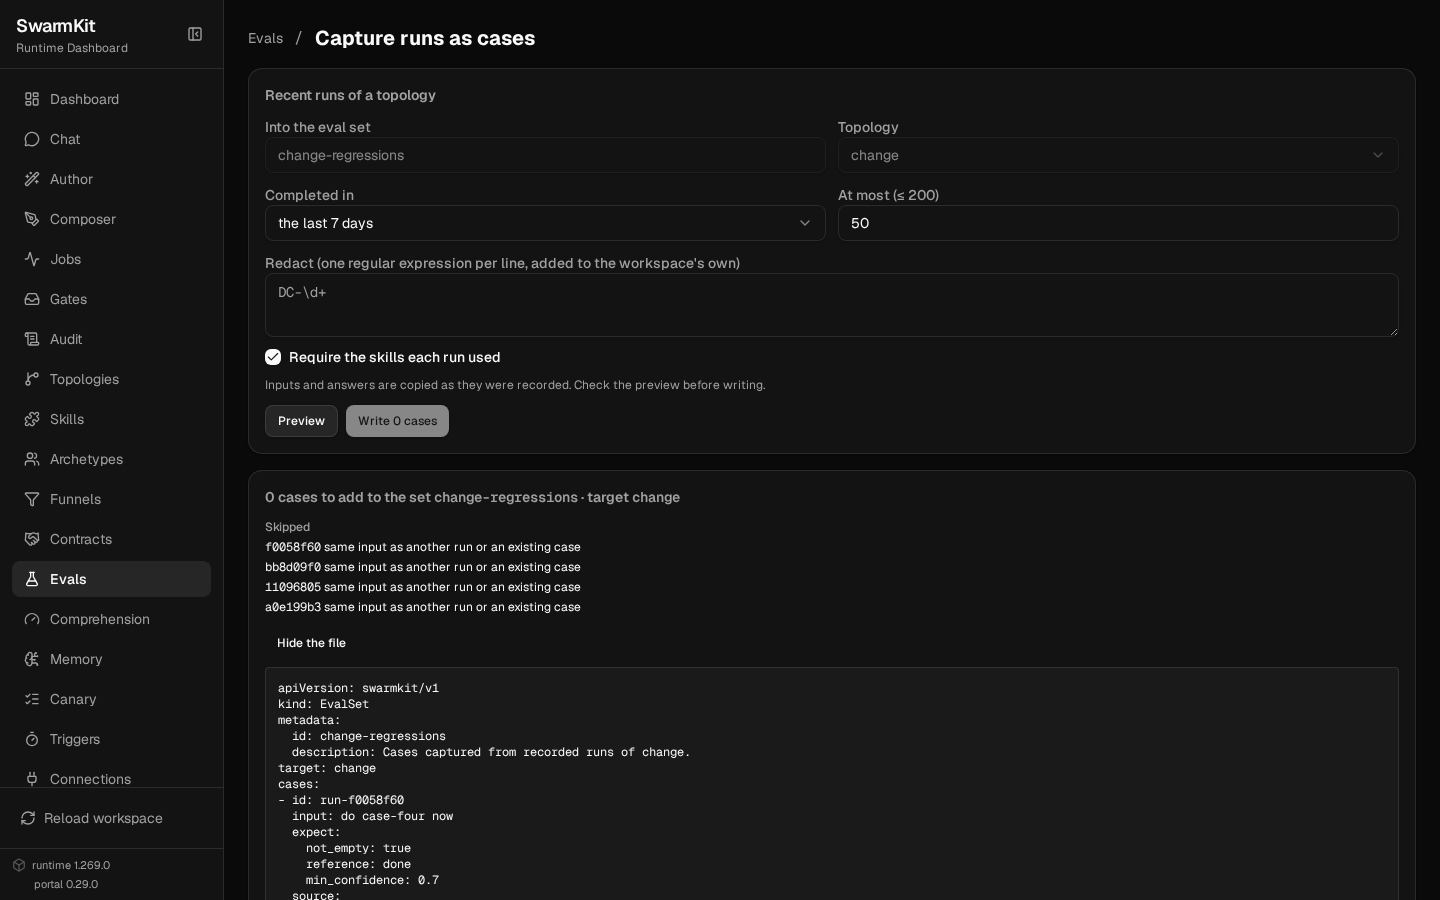 SwarmKit
Runtime Dashboard
Dashboard
Chat
Author
Composer
Jobs
Gates
Audit
Topologies
Skills
Archetypes
Funnels
Contracts
Evals
Comprehension
Memory
Canary
Triggers
Connections
Reload workspace
runtime 1.269.0
portal 0.29.0
Evals / Capture runs as cases
Recent runs of a topology
Into the eval set
change-regressions
Topology
change
Completed in
the last 7 days
At most (≤ 200)
50
Redact (one regular expression per line, added to the workspace's own)
DC-\d+
Require the skills each run used
Inputs and answers are copied as they were recorded. Check the preview before writing.
Preview
Write 0 cases
0 cases to add to the set change-regressions · target change
Skipped
f0058f60 same input as another run or an existing case
bb8d09f0 same input as another run or an existing case
11096805 same input as another run or an existing case
a0e199b3 same input as another run or an existing case
Hide the file
apiVersion: swarmkit/v1
kind: EvalSet
metadata:
  id: change-regressions
  description: Cases captured from recorded runs of change.
target: change
cases:
- id: run-f0058f60
  input: do case-four now
  expect:
    not_empty: true
    reference: done
    min_confidence: 0.7
  source: